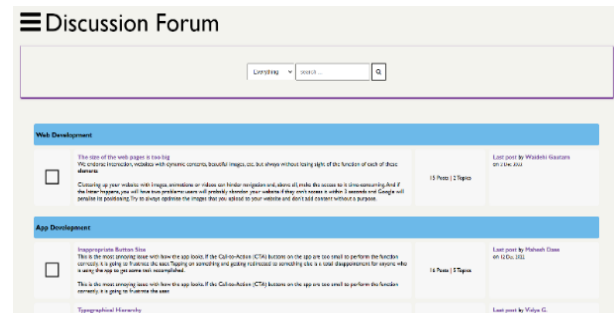 Discussion Forum
Everything
search ...
Web Development
The size of the web pages is too big
We endorse interaction, websites with dynamic contents, beautiful images, etc. but always without losing sight of the function of each of these
elements
Cluttering up your website with images, animations or videos can hinder navigation and, above all, make the access to it time-consuming. And if
the latter happens, you will have two problems: users will probably abandon your website if they can't access it within 3 seconds and Google will
penalize its positioning. Try to always optimize the images that you upload to your website and don't add content without a purpose.
15 Posts | 2 Topics
Last post by Waideki Gautam
on 2 Dec 2022
App Development
Inappropriate Button Size
This is the most annoying issue with how the app looks. If the Call-to-Action (CTA) buttons on the app are too small to perform the function
correctly, it is going to frustrate the user. Tapping on something and getting redirected to something else is a total disappointment for anyone who
is using the app to get some task accomplished.
This is the most annoying issue with how the app looks. If the Call-to-Action (CTA) buttons on the app are too small to perform the function
correctly, it is going to frustrate the user.
16 Posts | 5 Topics
Last post by Mahesh Dase
on 12 Dec 2022
Typographical Hierarchy
Last post by Vidya G.